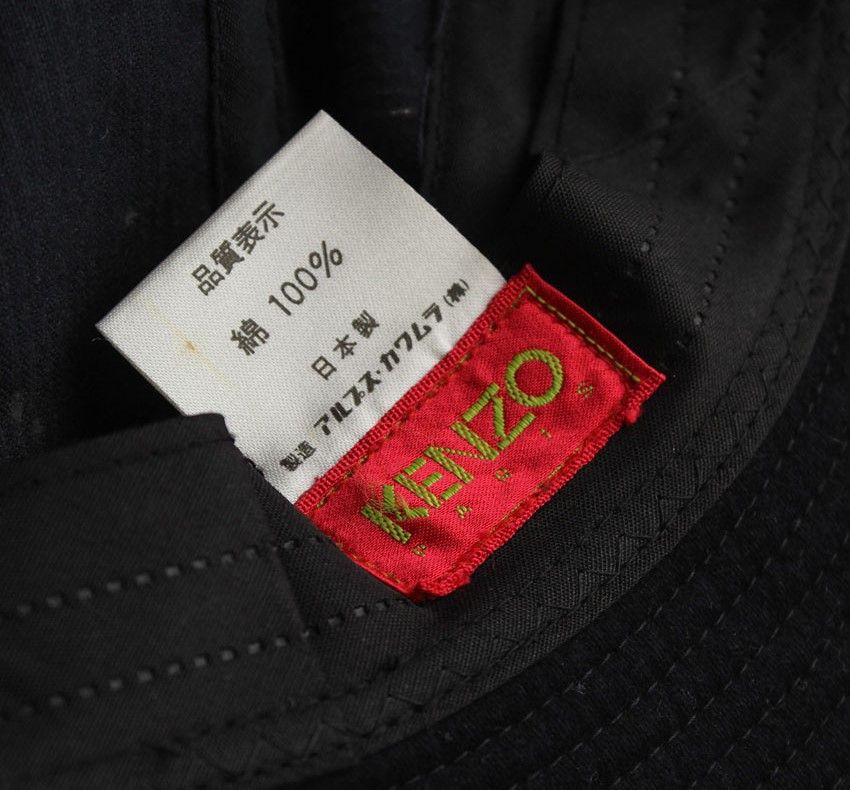 品質表示
綿 100%
日本製
製造 アルプス・カワムラ(株)
KENZO
PARIS